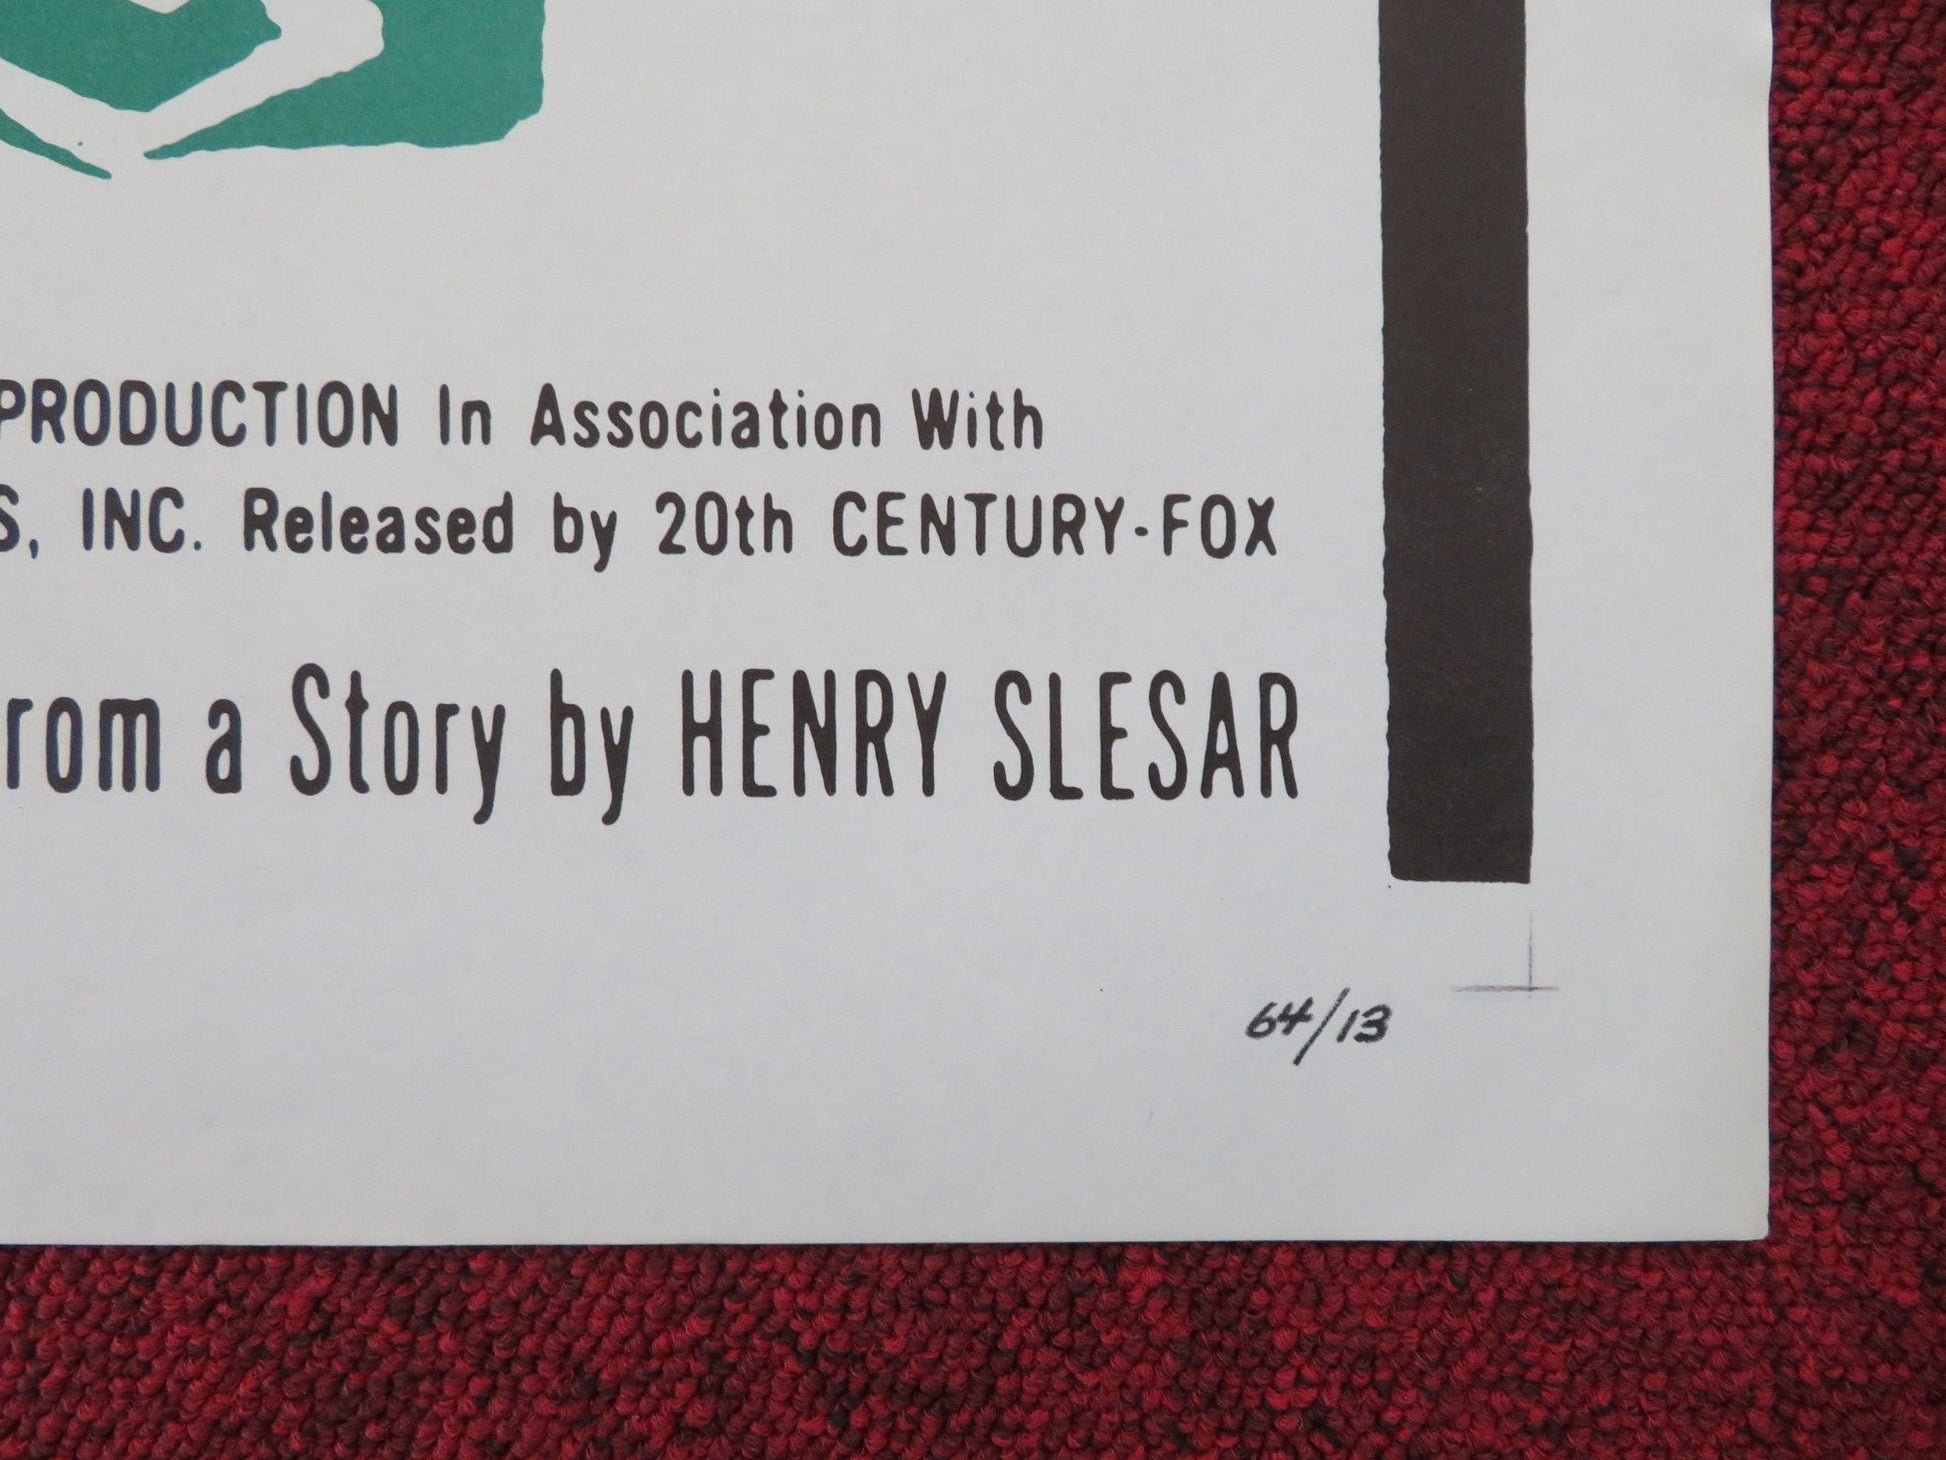 PRODUCTION In Association With
S, INC. Released by 20th CENTURY-FOX
rom a Story by HENRY SLESAR
64/13